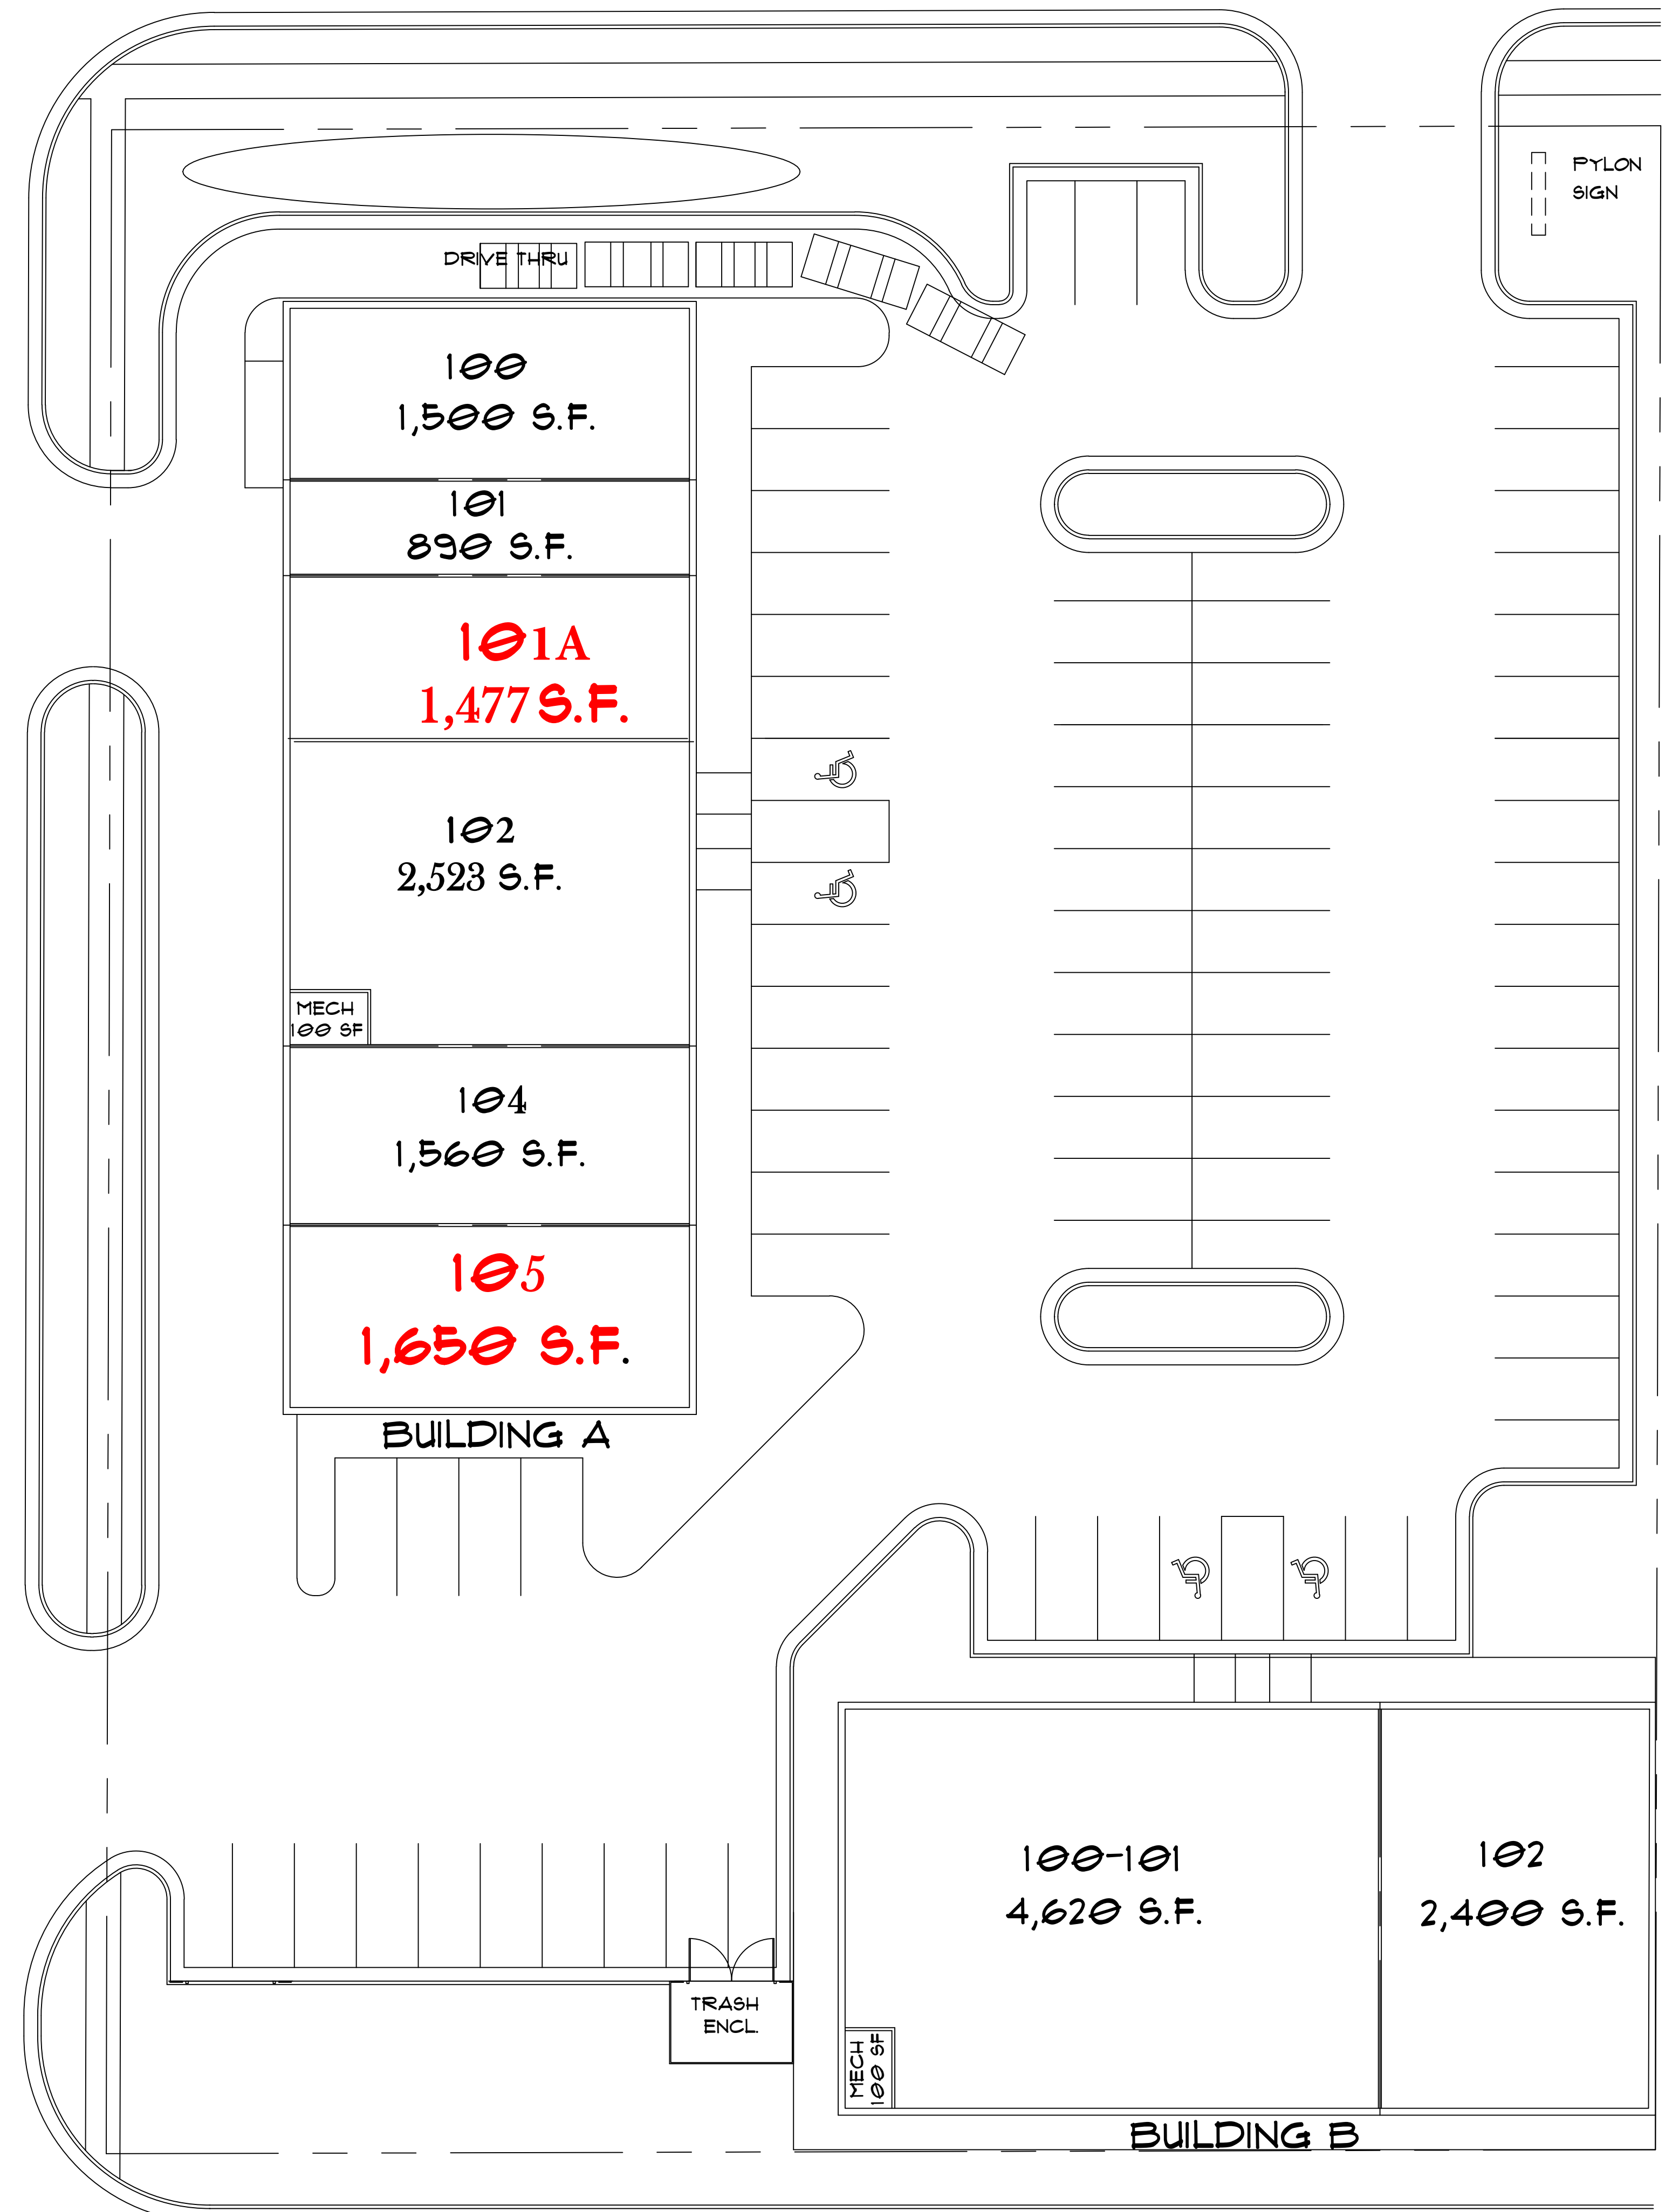 PYLON
SIGN
DRIVE THRU
100
1,500 S.F.
101
890 S.F.
101A
1,477 S.F.
102
2,523 S.F.
MECH
100 SF
104
1,560 S.F.
105
1,650 S.F.
BUILDING A
100-101
4,620 S.F.
102
2,400 S.F.
TRASH
ENCL.
MECH
100 SF
BUILDING B